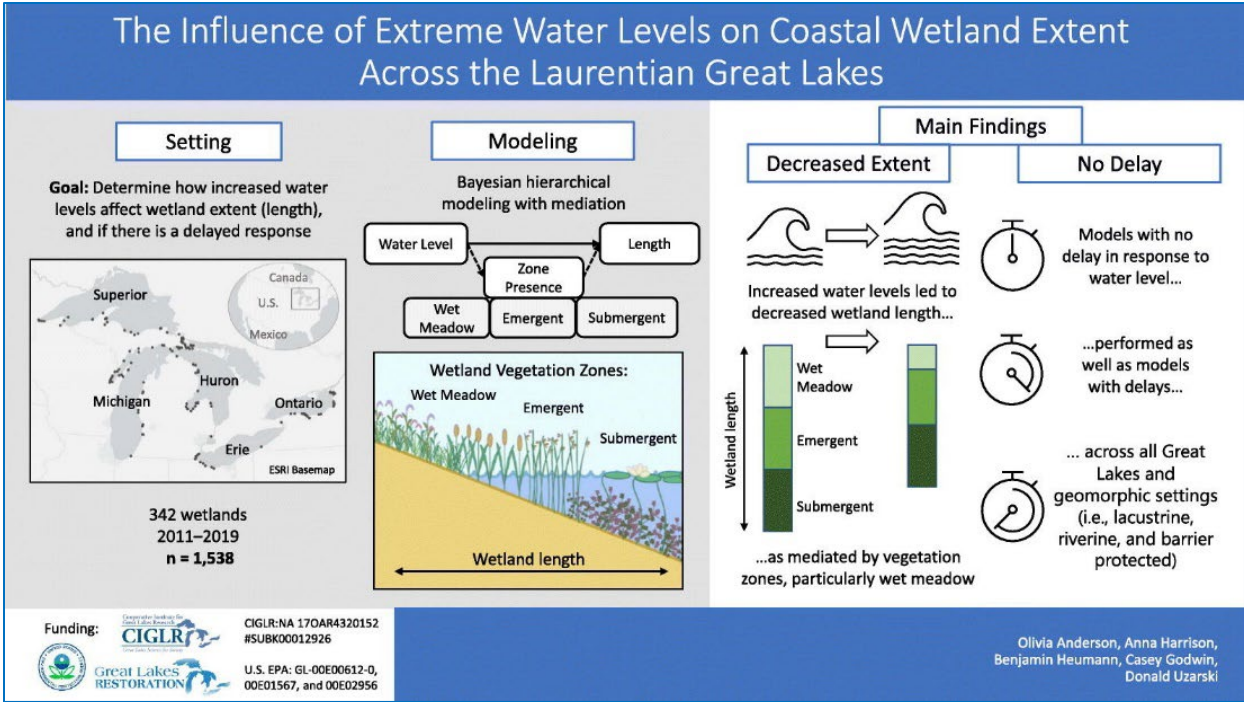 The Influence of Extreme Water Levels on Coastal Wetland Extent
Across the Laurentian Great Lakes
Setting
Goal: Determine how increased water
levels affect wetland extent (length),
and if there is a delayed response
Superior
Canada
U.S.
Mexico
Huron
Michigan
Ontario
Erie
ESRI Basemap
342 wetlands
2011–2019
n = 1,538
Modeling
Bayesian hierarchical
modeling with mediation
Water Level
Length
Zone
Presence
Wet
Meadow
Emergent
Submergent
Wetland Vegetation Zones:
Wet Meadow
Emergent
Submergent
Wetland length
Main Findings
Decreased Extent
Increased water levels led to
decreased wetland length...
Wetland length
Wet
Meadow
Emergent
Submergent
...as mediated by vegetation
zones, particularly wet meadow
No Delay
Models with no
delay in response to
water level...
...performed as
well as models
with delays...
... across all Great
Lakes and
geomorphic settings
(i.e., lacustrine,
riverine, and barrier
protected)
Funding:
CIGLR
Great Lakes
RESTORATION
CIGLR:NA 17OAR4320152
#SUBK00012926
U.S. EPA: GL-00E00612-0,
00E01567, and 00E02956
Olivia Anderson, Anna Harrison,
Benjamin Heumann, Casey Godwin,
Donald Uzarski